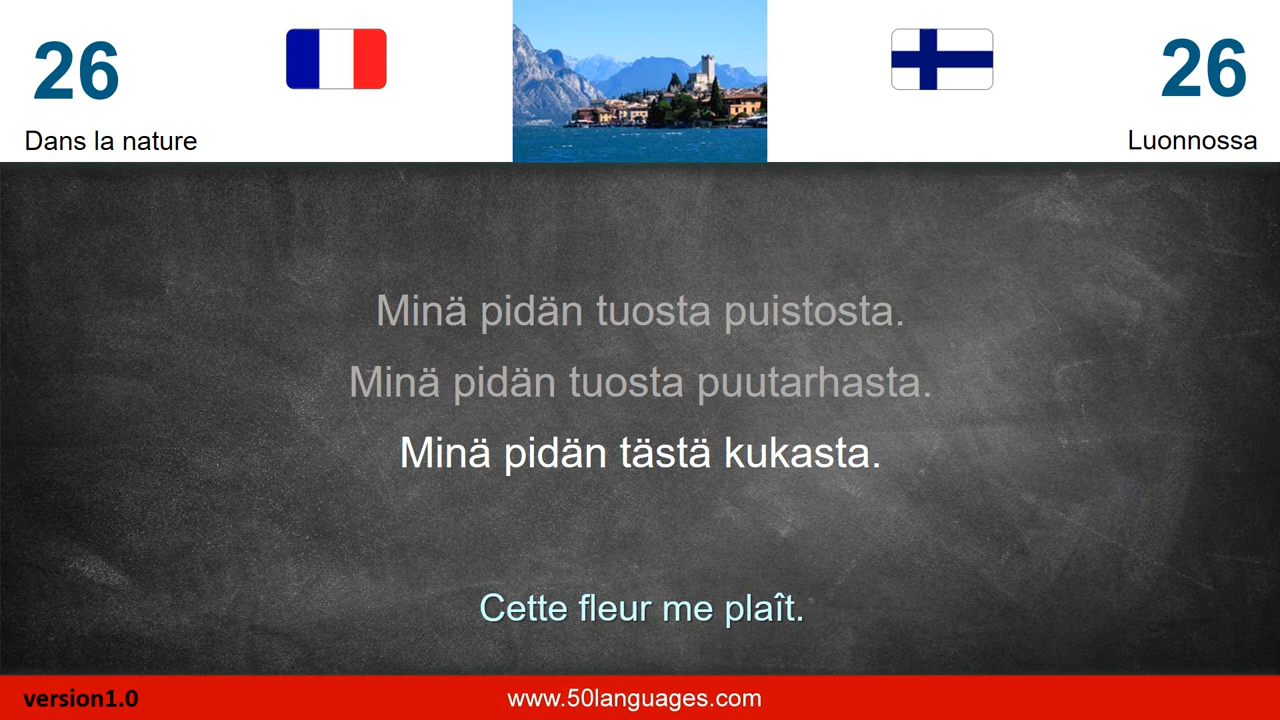 26
26
Dans la nature
Luonnossa
Minä pidän tuosta puistosta.
Minä pidän tuosta puutarhasta.
Minä pidän tästä kukasta.
Cette fleur me plaît.
version1.0
www.50languages.com